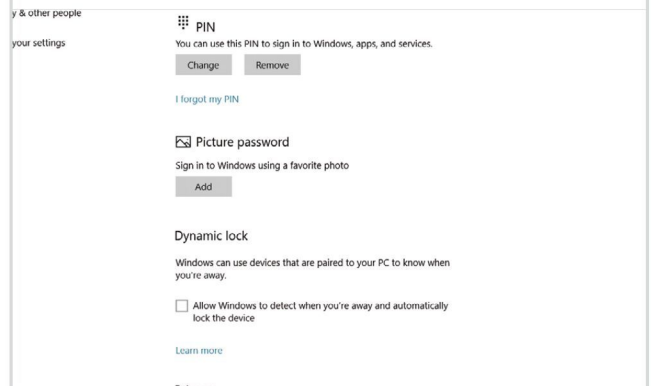 y & other people
your settings
PIN
You can use this PIN to sign in to Windows, apps, and services.
Change Remove
I forgot my PIN
Picture password
Sign in to Windows using a favorite photo
Add
Dynamic lock
Windows can use devices that are paired to your PC to know when
you're away.
Allow Windows to detect when you're away and automatically
lock the device
Learn more